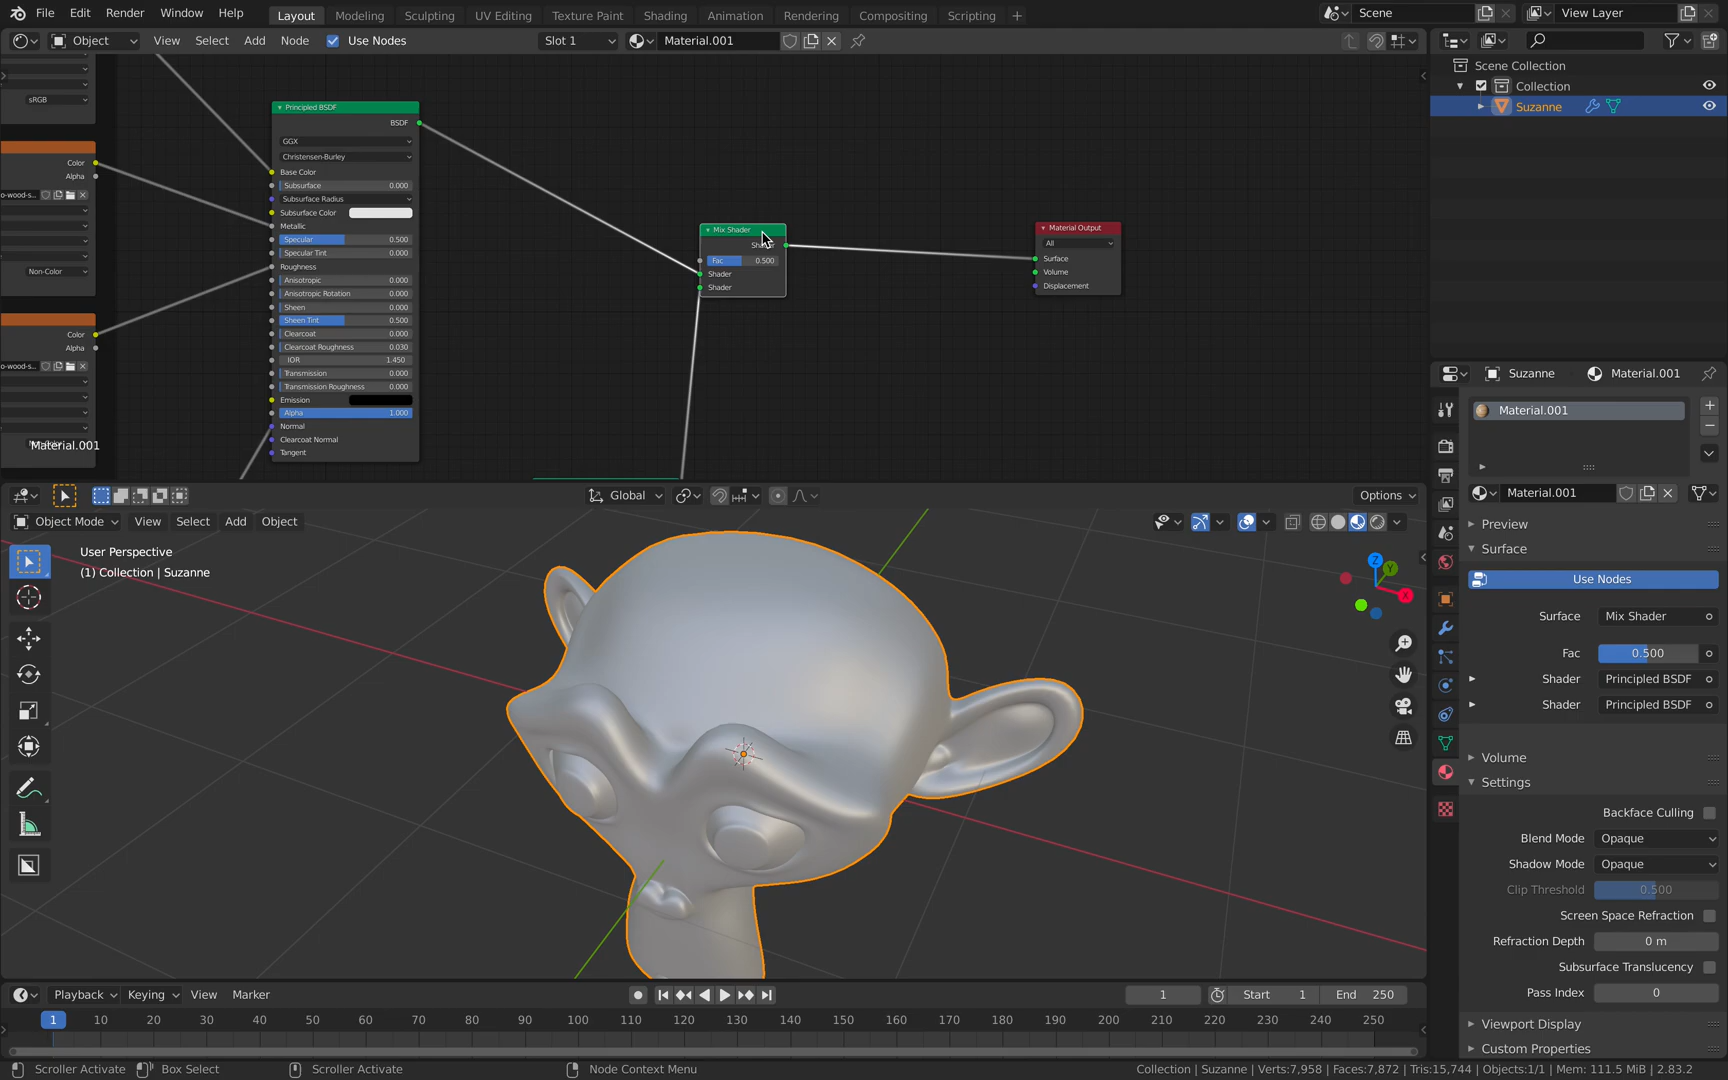 File Edit Render Window Help Layout Modeling Sculpting UV Editing Texture Paint Shading Animation Rendering Compositing Scripting + Scene View Layer
Object View Select Add Node Use Nodes Slot 1 Material.001
Scene Collection
Collection
Suzanne
sRGB
Color
Alpha
o-wood-s...
Non-Color
Color
Alpha
o-wood-s...
Material.001
Principled BSDF
BSDF
GGX
Christensen-Burley
Base Color
Subsurface 0.000
Subsurface Radius
Subsurface Color
Metallic
Specular 0.500
Specular Tint 0.000
Roughness
Anisotropic 0.000
Anisotropic Rotation 0.000
Sheen 0.000
Sheen Tint 0.500
Clearcoat 0.000
Clearcoat Roughness 0.030
IOR 1.450
Transmission 0.000
Transmission Roughness 0.000
Emission
Alpha 1.000
Normal
Clearcoat Normal
Tangent
Mix Shader
Fac 0.500
Shader
Shader
Material Output
All
Surface
Volume
Displacement
Global Options
Object Mode View Select Add Object
User Perspective
(1) Collection | Suzanne
Z
Y
X
Suzanne Material.001
Material.001
Material.001
Preview
Surface
Use Nodes
Surface Mix Shader
Fac 0.500
Shader Principled BSDF
Shader Principled BSDF
Volume
Settings
Backface Culling
Blend Mode Opaque
Shadow Mode Opaque
Clip Threshold 0.500
Screen Space Refraction
Refraction Depth 0 m
Subsurface Translucency
Pass Index 0
Viewport Display
Custom Properties
Playback Keying View Marker 1 Start 1 End 250
1 10 20 30 40 50 60 70 80 90 100 110 120 130 140 150 160 170 180 190 200 210 220 230 240 250
Scroller Activate Box Select Scroller Activate Node Context Menu Collection | Suzanne | Verts:7,958 | Faces:7,872 | Tris:15,744 | Objects:1/1 | Mem: 111.5 MiB | 2.83.2